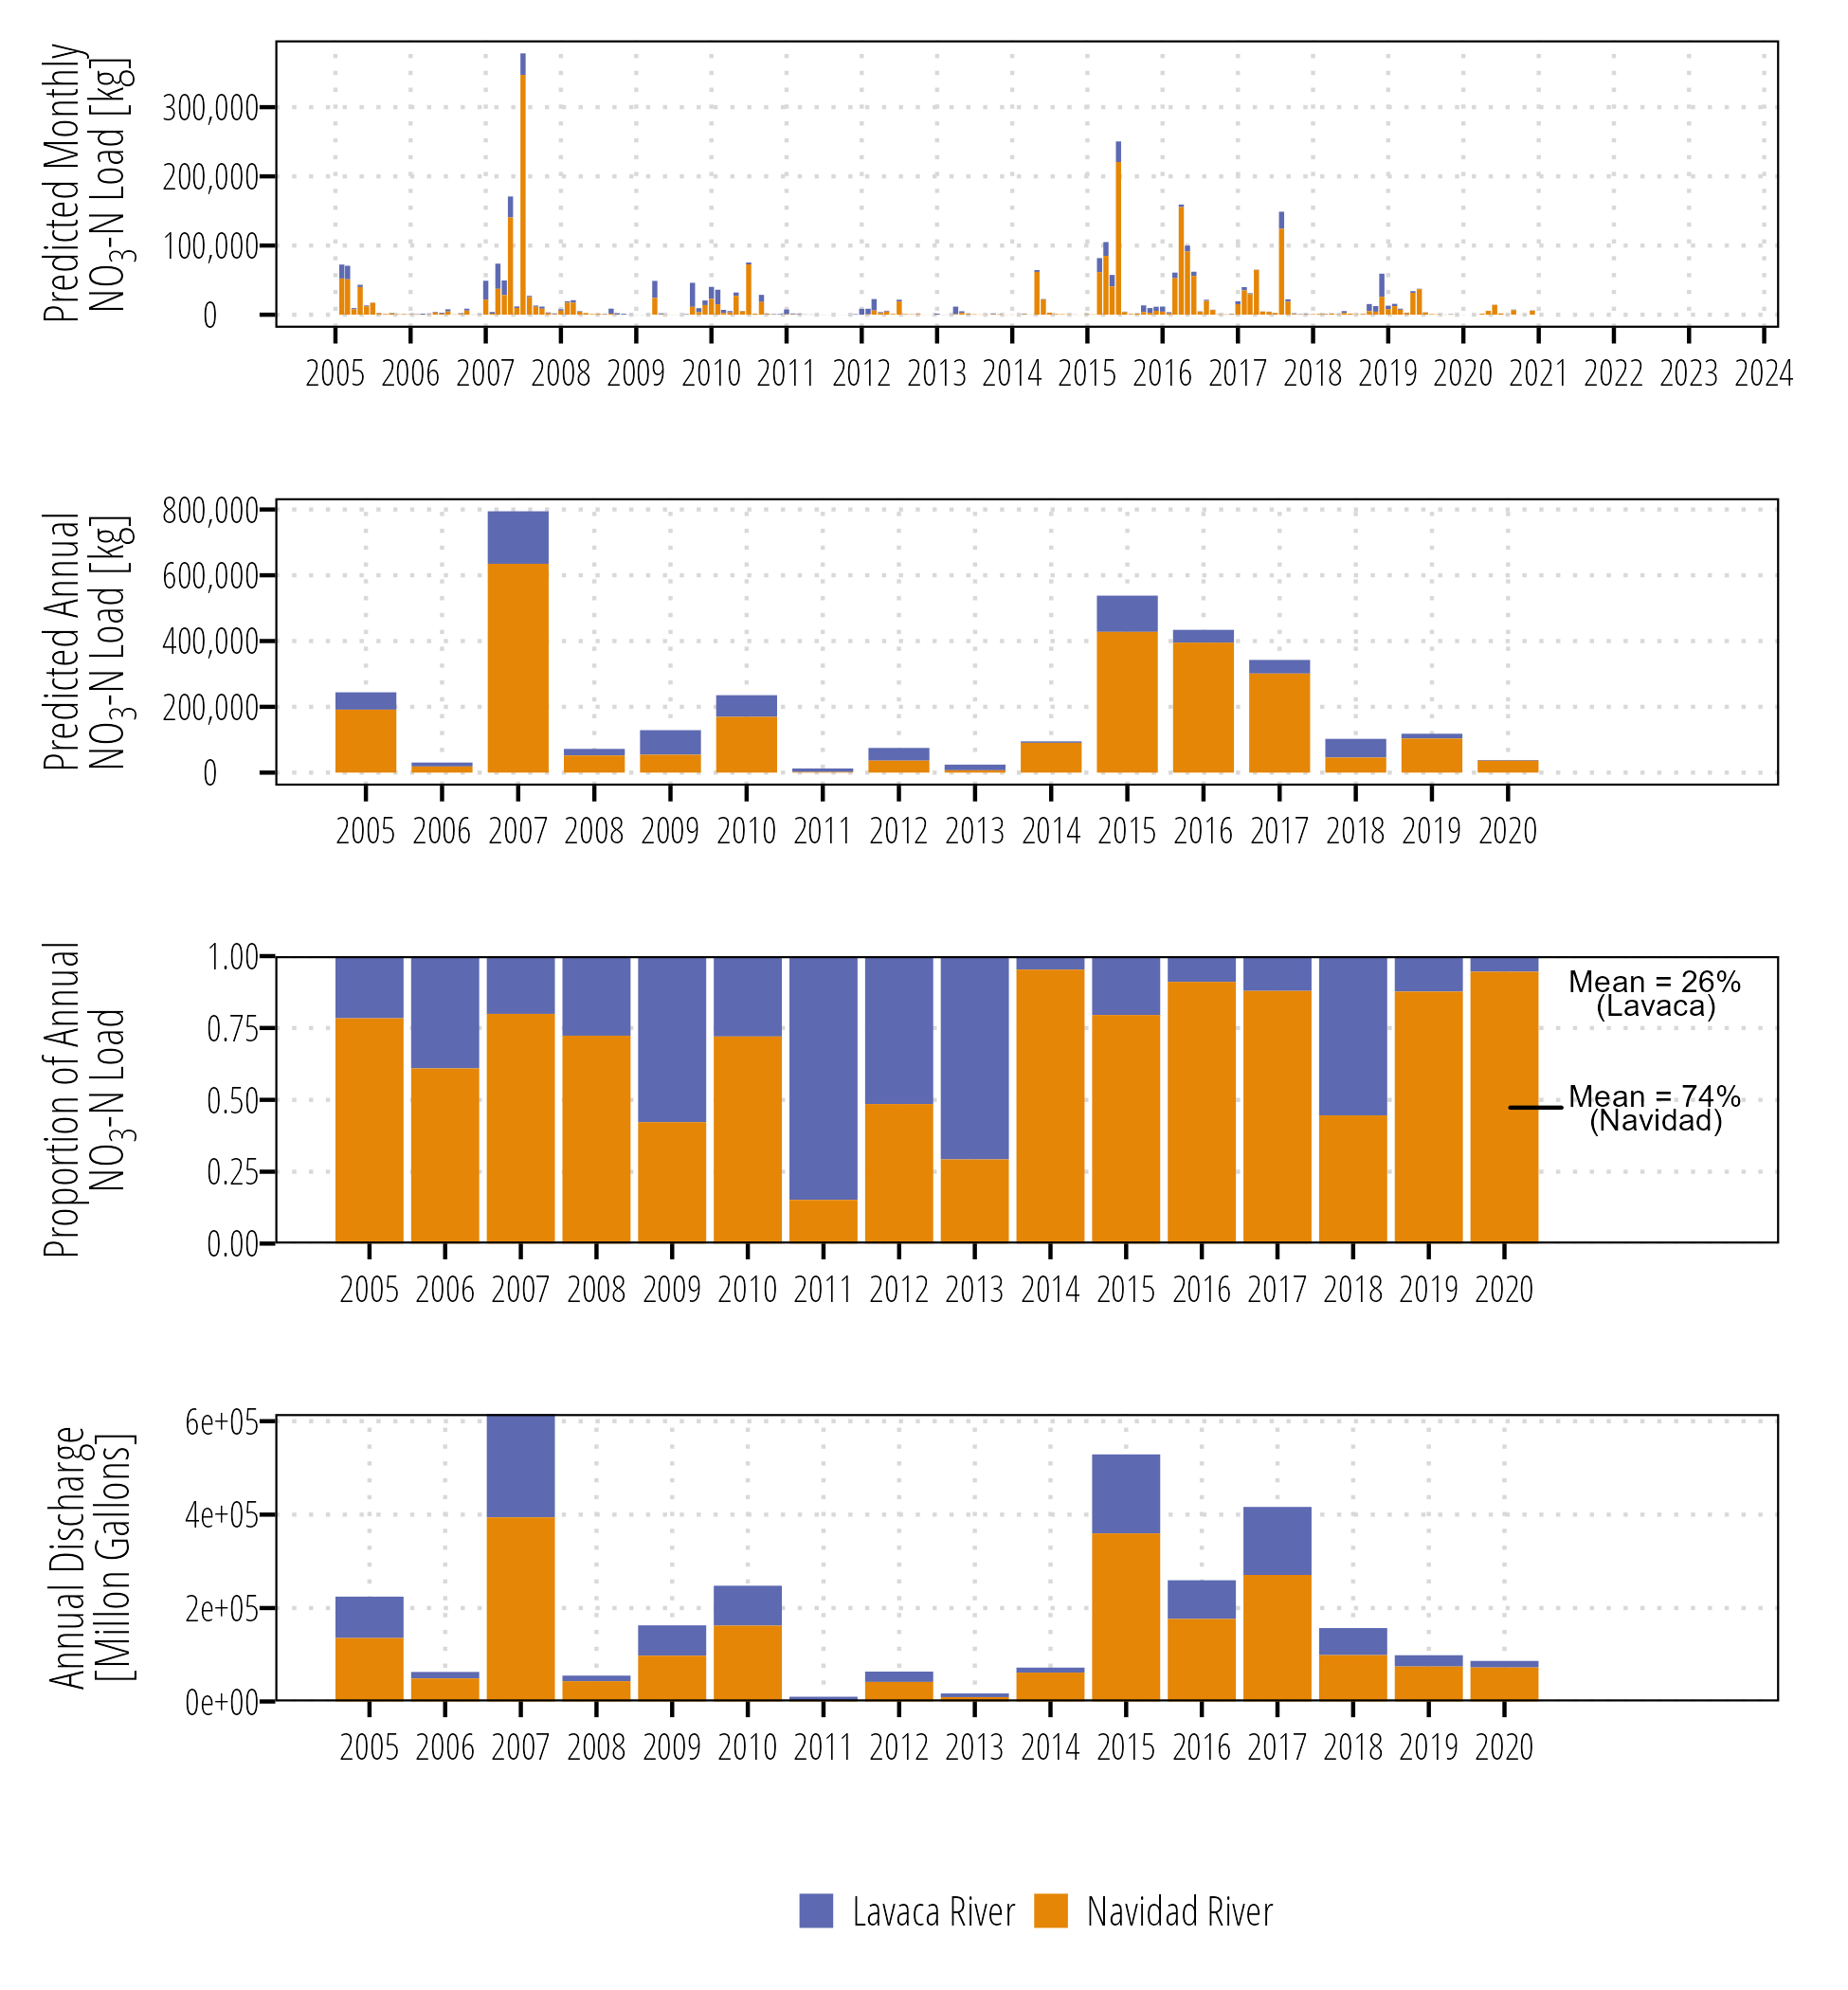 Predicted Monthly
NO3-N Load [kg]
300,000
200,000
100,000
0
2005 2006 2007 2008 2009 2010 2011 2012 2013 2014 2015 2016 2017 2018 2019 2020 2021 2022 2023 2024
Predicted Annual
NO3-N Load [kg]
800,000
600,000
400,000
200,000
0
2005 2006 2007 2008 2009 2010 2011 2012 2013 2014 2015 2016 2017 2018 2019 2020
Proportion of Annual
NO3-N Load
1.00
0.75
0.50
0.25
0.00
Mean = 26%
(Lavaca)
Mean = 74%
(Navidad)
2005 2006 2007 2008 2009 2010 2011 2012 2013 2014 2015 2016 2017 2018 2019 2020
Annual Discharge
[Millon Gallons]
6e+05
4e+05
2e+05
0e+00
2005 2006 2007 2008 2009 2010 2011 2012 2013 2014 2015 2016 2017 2018 2019 2020
Lavaca River Navidad River